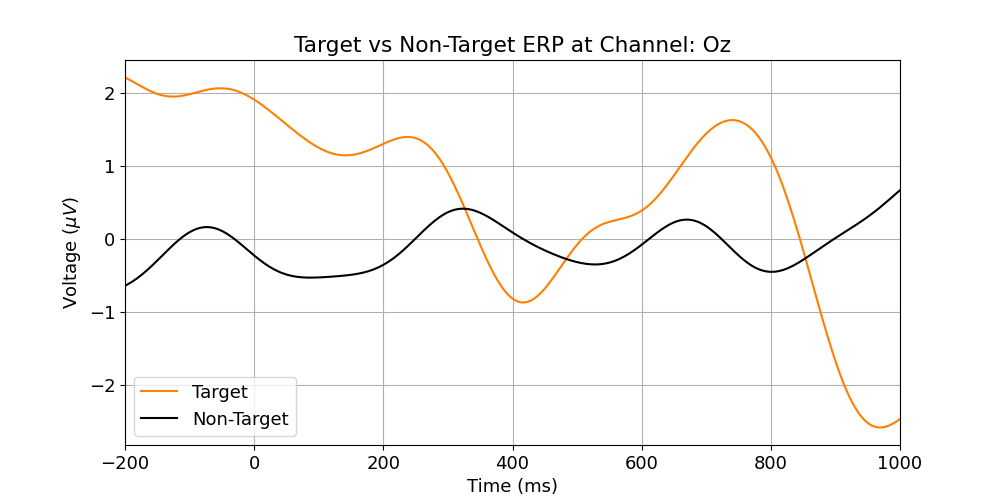 Target vs Non-Target ERP at Channel: Oz
Voltage (μV)
2
1
0
−1
−2
Target
Non-Target
−200 0 200 400 600 800 1000
Time (ms)